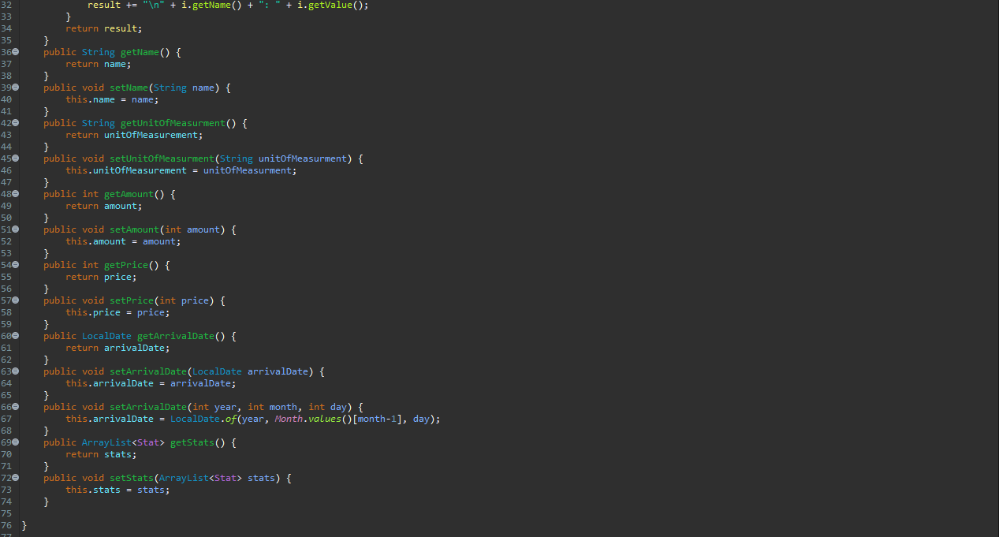 32 result += "\n" + i.getName() + ": " + i.getValue();
33 }
34 return result;
35 }
36 public String getName() {
37 return name;
38 }
39 public void setName(String name) {
40 this.name = name;
41 }
42 public String getUnitOfMeasurment() {
43 return unitOfMeasurement;
44 }
45 public void setUnitOfMeasurment(String unitOfMeasurment) {
46 this.unitOfMeasurement = unitOfMeasurment;
47 }
48 public int getAmount() {
49 return amount;
50 }
51 public void setAmount(int amount) {
52 this.amount = amount;
53 }
54 public int getPrice() {
55 return price;
56 }
57 public void setPrice(int price) {
58 this.price = price;
59 }
60 public LocalDate getArrivalDate() {
61 return arrivalDate;
62 }
63 public void setArrivalDate(LocalDate arrivalDate) {
64 this.arrivalDate = arrivalDate;
65 }
66 public void setArrivalDate(int year, int month, int day) {
67 this.arrivalDate = LocalDate.of(year, Month.values()[month-1], day);
68 }
69 public ArrayList<Stat> getStats() {
70 return stats;
71 }
72 public void setStats(ArrayList<Stat> stats) {
73 this.stats = stats;
74 }
75
76 }
77